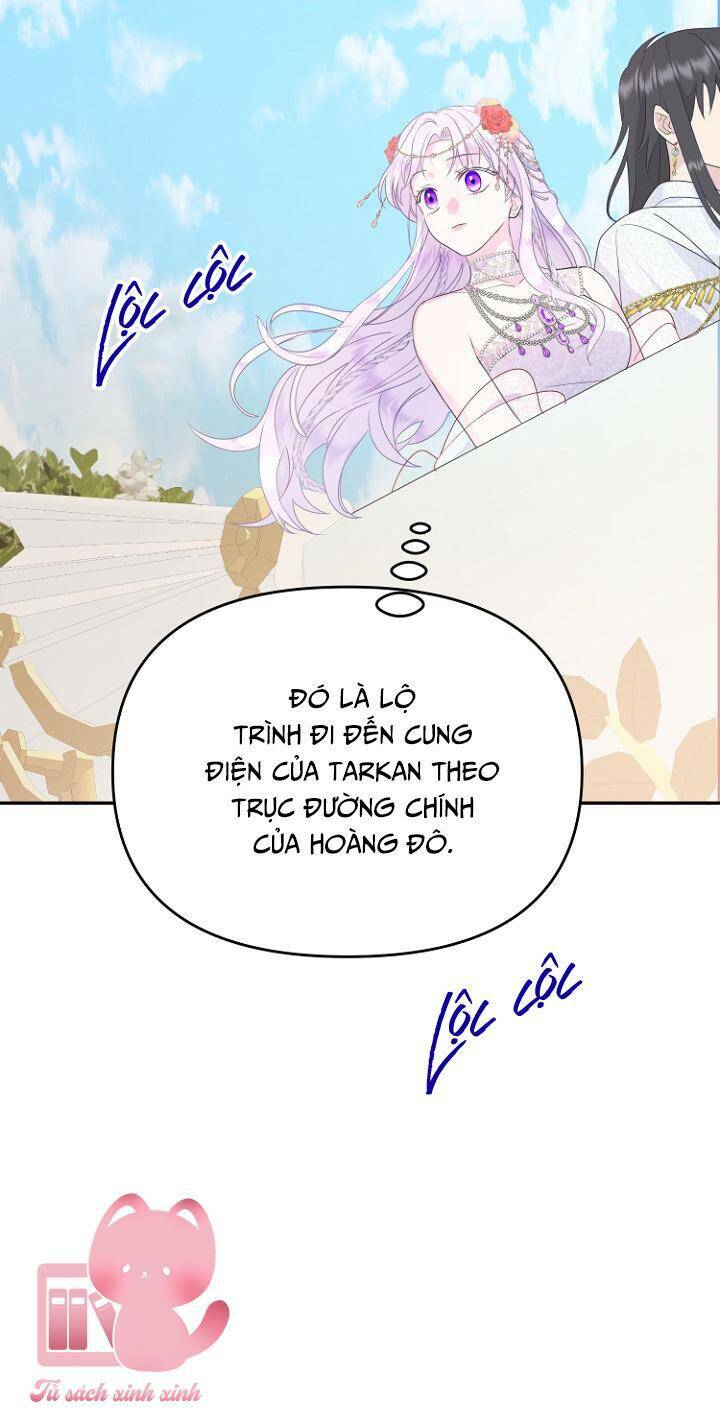 lộc cộc
ĐÓ LÀ LỘ
TRÌNH ĐI ĐẾN CUNG
ĐIỆN CỦA TARKAN THEO
TRỤC ĐƯỜNG CHÍNH
CỦA HOÀNG ĐÔ.
lộc cộc
Tủ sách xinh xinh